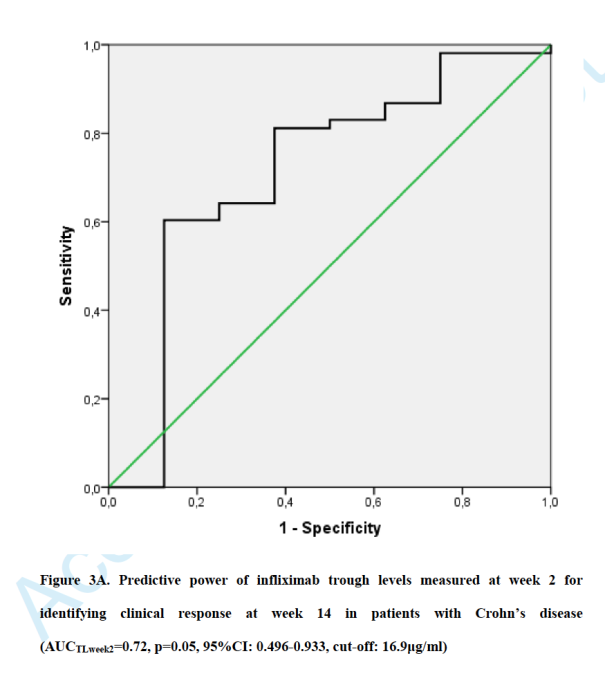 1,0
0,8
0,6
0,4
0,2
0,0
Sensitivity
0,0 0,2 0,4 0,6 0,8 1,0
1 - Specificity
Figure 3A. Predictive power of infliximab trough levels measured at week 2 for
identifying clinical response at week 14 in patients with Crohn’s disease
(AUCTLweek2=0.72, p=0.05, 95%CI: 0.496-0.933, cut-off: 16.9µg/ml)
Acc